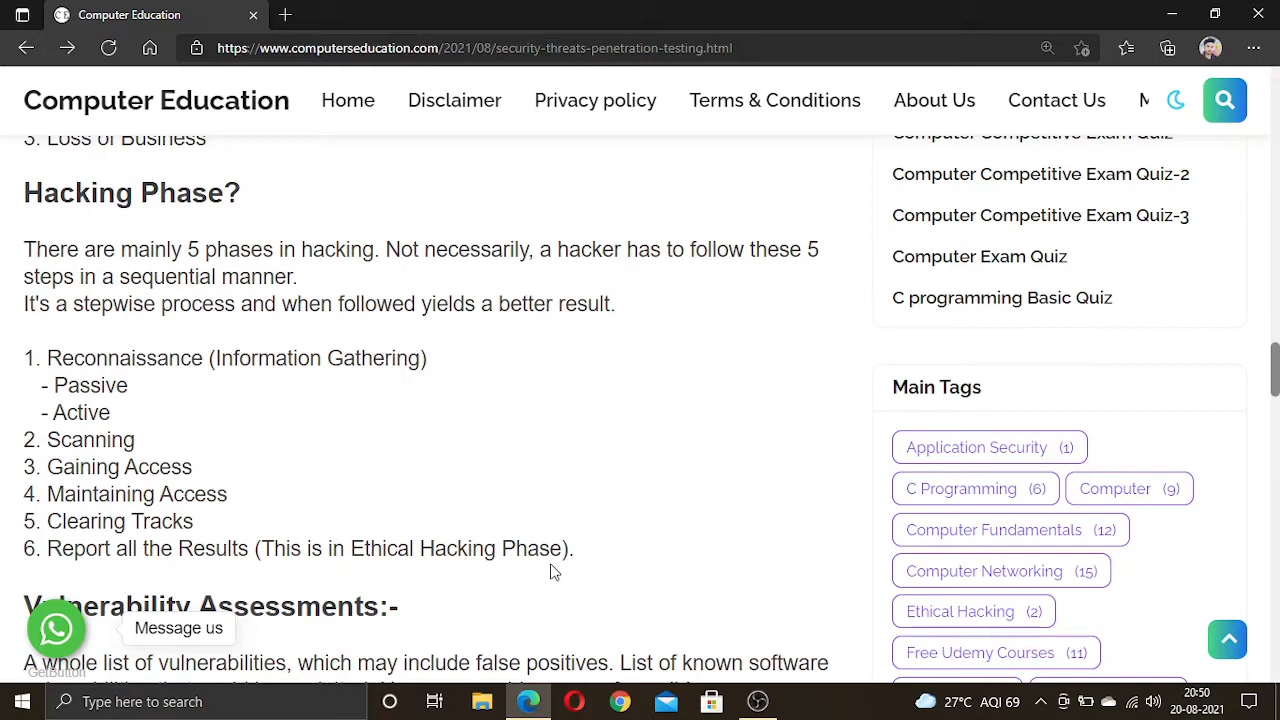 Computer Education
https://www.computerseducation.com/2021/08/security-threats-penetration-testing.html
Computer Education
Home
Disclaimer
Privacy policy
Terms & Conditions
About Us
Contact Us
3. Loss of Business
Hacking Phase?
There are mainly 5 phases in hacking. Not necessarily, a hacker has to follow these 5
steps in a sequential manner.
It's a stepwise process and when followed yields a better result.
1. Reconnaissance (Information Gathering)
- Passive
- Active
2. Scanning
3. Gaining Access
4. Maintaining Access
5. Clearing Tracks
6. Report all the Results (This is in Ethical Hacking Phase).
Vulnerability Assessments:-
A whole list of vulnerabilities, which may include false positives. List of known software
Message us
GetButton
Computer Competitive Exam Quiz
Computer Competitive Exam Quiz-2
Computer Competitive Exam Quiz-3
Computer Exam Quiz
C programming Basic Quiz
Main Tags
Application Security (1)
C Programming (6)
Computer (9)
Computer Fundamentals (12)
Computer Networking (15)
Ethical Hacking (2)
Free Udemy Courses (11)
Type here to search
27°C AQI 69
20:50
20-08-2021